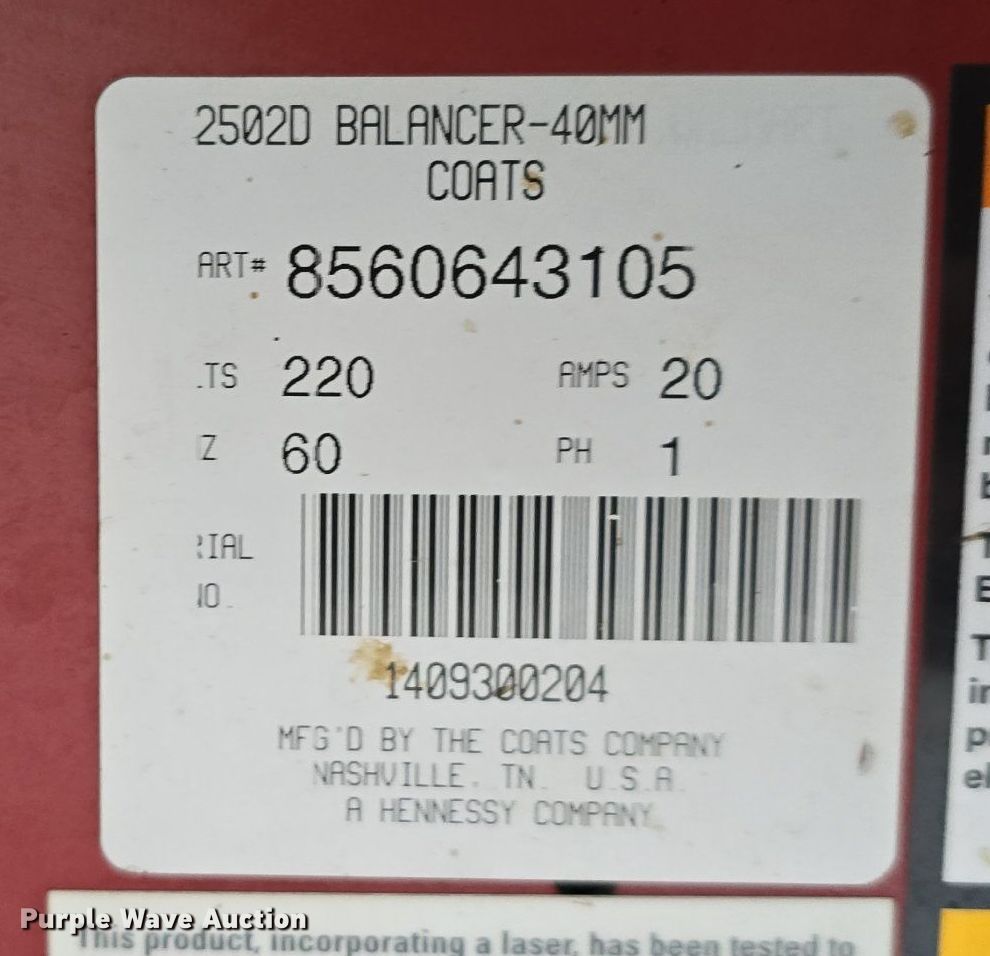 2502D BALANCER-40MM
COATS
ART# 8560643105
.TS 220 AMPS 20
Z 60 PH 1
IAL
NO.
1409300204
MFG'D BY THE COATS COMPANY
NASHVILLE, TN. U.S.A.
A HENNESSY COMPANY
Purple Wave Auction
This product, incorporating a laser, has been tested to